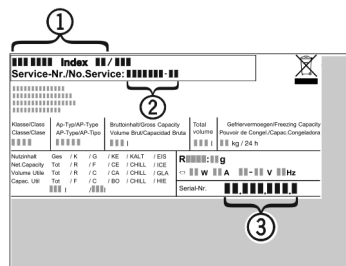 1
Index /
Service-Nr./No.Service: -
2
Klasse/Class Ap-Typ/AP-Type Bruttoinhalt/Gross Capacity Total Gefriervermoegen/Freezing Capacity
Classe/Clase AP-Type/AP-Tipo Volume Brut/Capacidad Bruta volume Pouvoir de Congel./Capac.Congeladora
l l kg / 24 h
Nutzinhalt Ges / K / G / KE / KALT / EIS
Net.Capacity Tot / R / F / CE / CHILL / ICE
Volume Utile Tot / R / C / CA / CHILL / GLA
Capac. Util Tot / F / C / BO / CHILL / HIE
l / l
R : g
W A - V Hz
Serial-Nr.
3